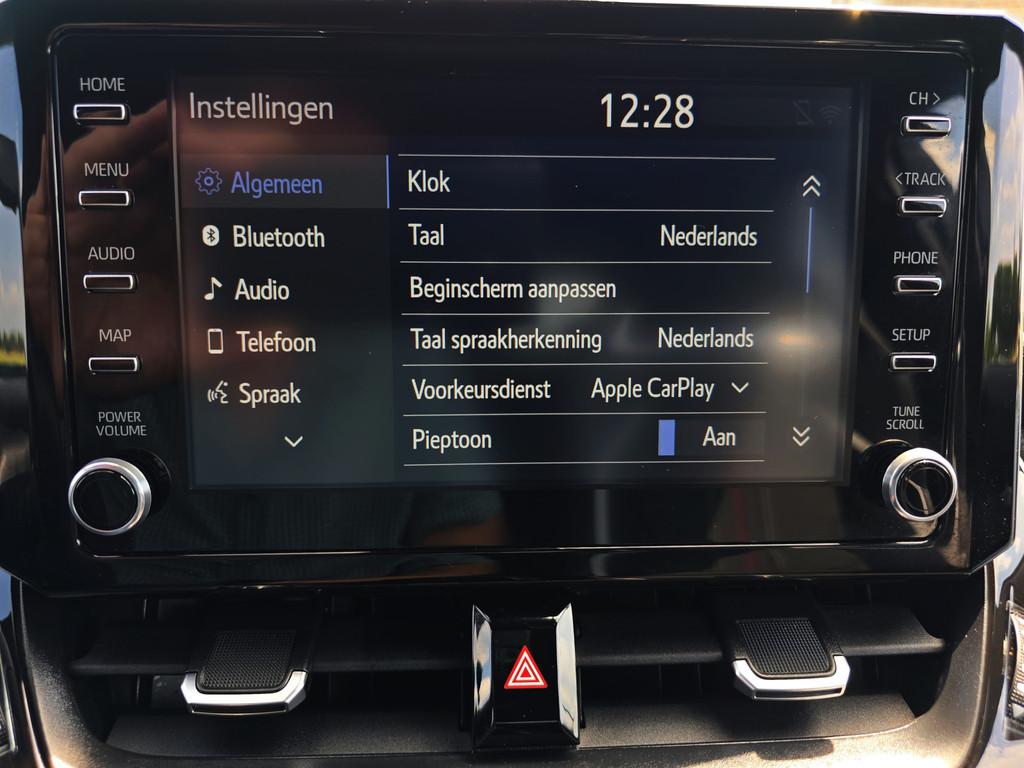 HOME
MENU
AUDIO
MAP
POWER
VOLUME
Instellingen
12:28
Algemeen
Bluetooth
Audio
Telefoon
Spraak
Klok
Taal Nederlands
Beginscherm aanpassen
Taal spraakherkenning Nederlands
Voorkeursdienst Apple CarPlay
Pieptoon Aan
CH >
< TRACK
PHONE
SETUP
TUNE
SCROLL